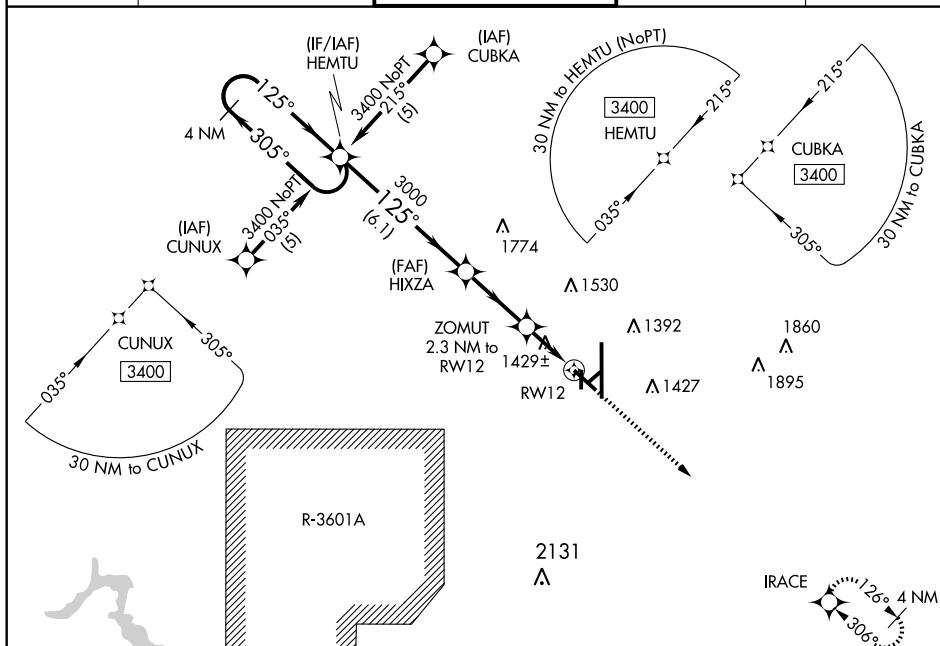 (IF/IAF)
HEMTU
(IAF)
CUBKA
3400 NoPT
215°
(5)
125°
4 NM
305°
3400 NoPT
035°
(5)
(IAF)
CUNUX
3000
125°
(6.1)
30 NM to HEMTU (NoPT)
3400
HEMTU
215°
035°
215°
CUBKA
3400
305°
30 NM to CUBKA
1774
(FAF)
HIXZA
1530
ZOMUT
2.3 NM to
RW12
1429±
1392
1860
1895
1427
RW12
CUNUX
3400
035°
305°
30 NM to CUNUX
R-3601A
2131
IRACE
126°
4 NM
306°